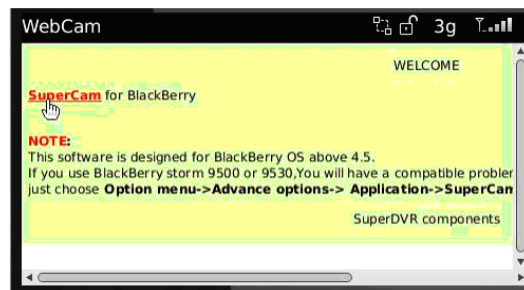 WebCam 3g
WELCOME
SuperCam for BlackBerry
NOTE:
This software is designed for BlackBerry OS above 4.5.
If you use BlackBerry storm 9500 or 9530,You will have a compatible
just choose Option menu->Advance options-> Application->SuperCam
SuperDVR components